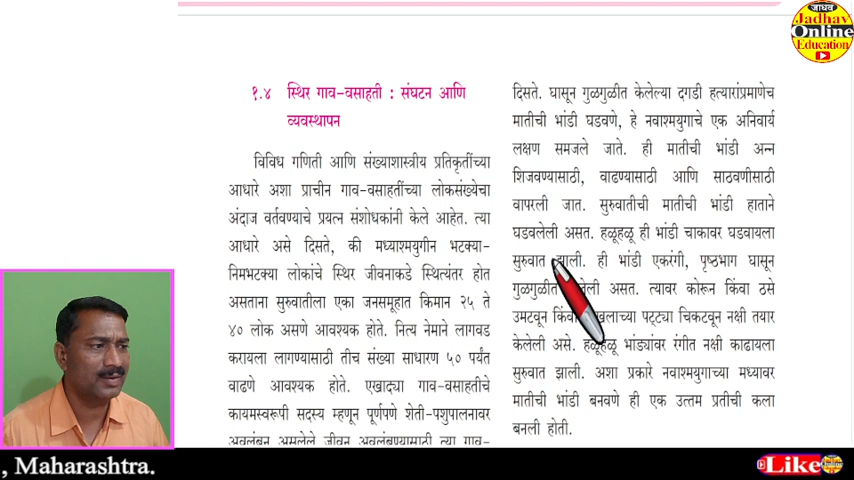 जाधव
Jadhav
Online
Education
१.४ स्थिर गाव-वसाहती : संघटन आणि
व्यवस्थापन
विविध गणिती आणि संख्याशास्त्रीय प्रतिकृतींच्या
आधारे अशा प्राचीन गाव-वसाहतींच्या लोकसंख्येचा
अंदाज वर्तवण्याचे प्रयत्न संशोधकांनी केले आहेत. त्या
आधारे असे दिसते, की मध्याश्मयुगीन भटक्या-
निमभटक्या लोकांचे स्थिर जीवनाकडे स्थित्यंतर होत
असताना सुरुवातीला एका जनसमूहात किमान २५ ते
४० लोक असणे आवश्यक होते. नित्य नेमाने लागवड
करायला लागण्यासाठी तीच संख्या साधारण ५० पर्यंत
वाढणे आवश्यक होते. एखाद्या गाव-वसाहतीचे
कायमस्वरूपी सदस्य म्हणून पूर्णपणे शेती-पशुपालनावर
अवलंबन असलेले जीवन अवलंबण्यासाठी त्या गाव-
दिसते. घासून गुळगुळीत केलेल्या दगडी हत्यारांप्रमाणेच
मातीची भांडी घडवणे, हे नवाश्मयुगाचे एक अनिवार्य
लक्षण समजले जाते. ही मातीची भांडी अन्न
शिजवण्यासाठी, वाढण्यासाठी आणि साठवणीसाठी
वापरली जात. सुरुवातीची मातीची भांडी हाताने
घडवलेली असत. हळूहळू ही भांडी चाकावर घडवायला
सुरुवात झाली. ही भांडी एकरंगी, पृष्ठभाग घासून
गुळगुळीत असत. त्यावर कोरून किंवा ठसे
उमटवून किंवा पट्ट्या चिकटवून नक्षी तयार
केलेली असे. हळूहळू भांड्यांवर रंगीत नक्षी काढायला
सुरुवात झाली. अशा प्रकारे नवाश्मयुगाच्या मध्यावर
मातीची भांडी बनवणे ही एक उत्तम प्रतीची कला
बनली होती.
, Maharashtra.
Like